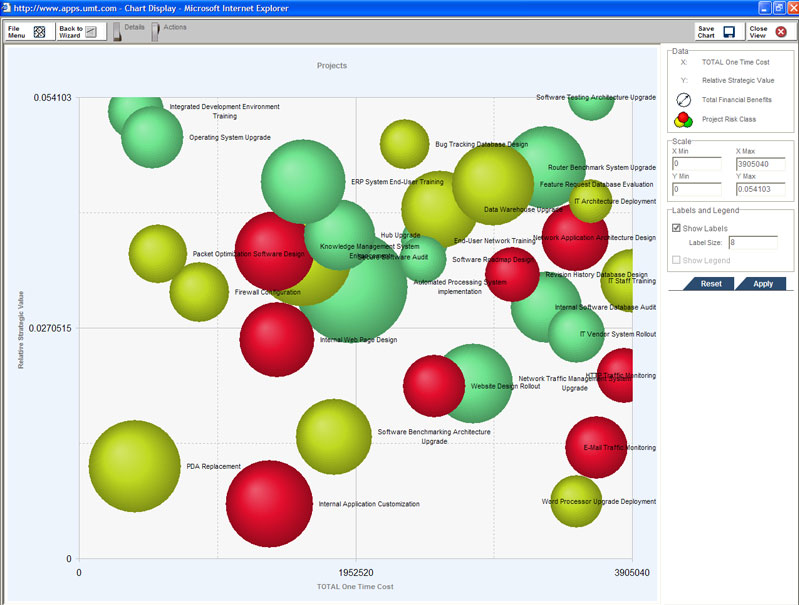 http://www.apps.umt.com - Chart Display - Microsoft Internet Explorer
File
Menu
Back to
Wizard
Details
Actions
Save
Chart
Close
View
Projects
0.054103
0.0270515
0
0
1952520
3905040
Relative Strategic Value
TOTAL One Time Cost
Integrated Development Environment
Training
Operating System Upgrade
Software Testing Architecture Upgrade
Bug Tracking Database Design
Router Benchmark System Upgrade
ERP System End-User Training
Feature Request Database Evaluation
IT Architecture Deployment
Data Warehouse Upgrade
Hub Upgrade
End-User Network Training
Network Application Architecture Design
Packet Optimization Software Design
Knowledge Management System
Enhancement
Secure Software Audit
Software Roadmap Design
Revision History Database Design
IT Staff Training
Automated Processing System
implementation
Firewall Configuration
Internal Software Database Audit
IT Vendor System Rollout
Internal Web Page Design
HTTP Traffic Monitoring
Network Traffic Management System
Upgrade
Website Design Rollout
Software Benchmarking Architecture
Upgrade
E-Mail Traffic Monitoring
PDA Replacement
Internal Application Customization
Word Processor Upgrade Deployment
Data
X: TOTAL One Time Cost
Y: Relative Strategic Value
Total Financial Benefits
Project Risk Class
Scale
X Min X Max
0 3905040
Y Min Y Max
0 0.054103
Labels and Legend
Show Labels
Label Size: 8
Show Legend
Reset Apply